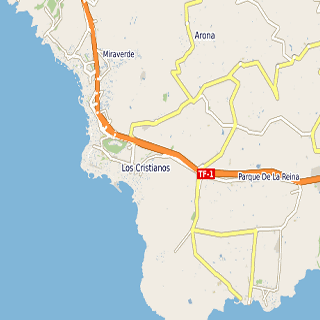 Arona
Miraverde
Los Cristianos
TF-1
Parque De La Reina